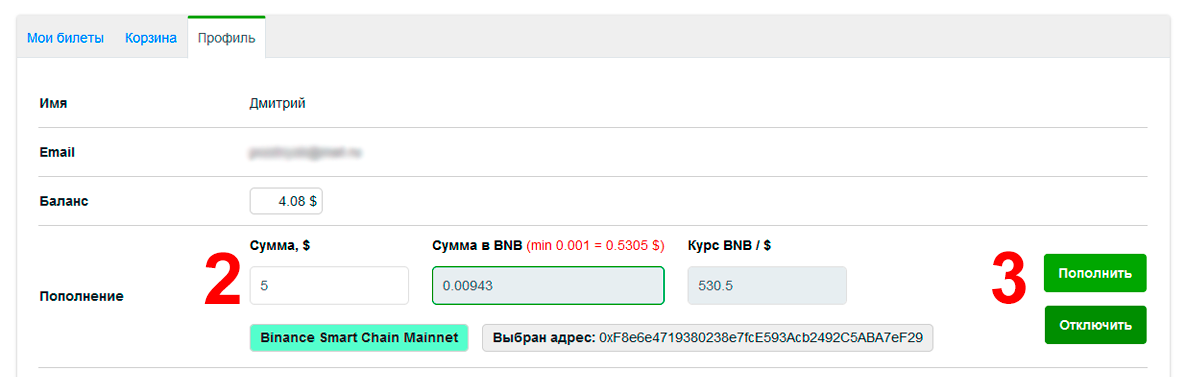 Мои билеты Корзина Профиль
Имя Дмитрий
Email
Баланс 4.08 $
Сумма, $ Сумма в BNB (min 0.001 = 0.5305 $) Курс BNB / $
Пополнение 2 5 0.00943 530.5 3 Пополнить
Отключить
Binance Smart Chain Mainnet Выбран адрес: 0xF8e6e4719380238e7fcE593Acb2492C5ABA7eF29